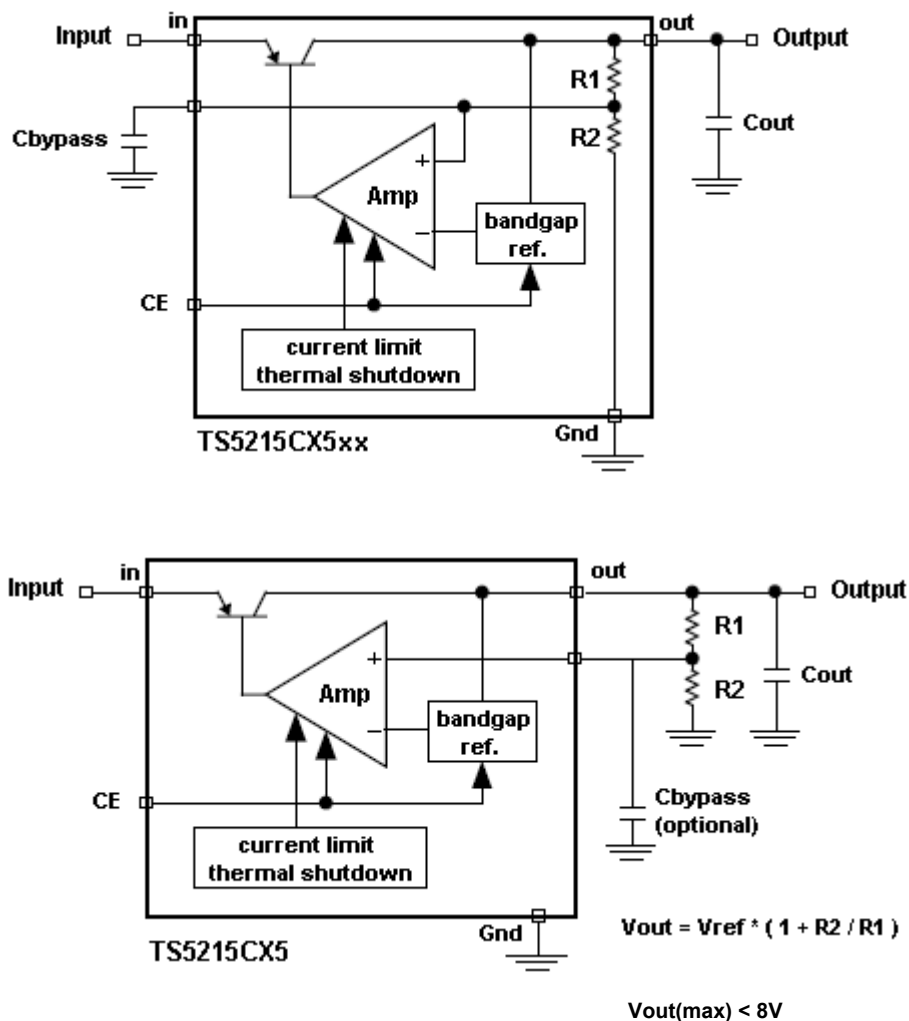 in
out
Input
Output
R1
Cbypass
R2
Cout
+
Amp
−
bandgap
ref.
CE
current limit
thermal shutdown
Gnd
TS5215CX5xx
in
out
Input
Output
R1
+
Cout
Amp
R2
−
bandgap
ref.
CE
Cbypass
(optional)
current limit
thermal shutdown
Gnd
Vout = Vref * ( 1 + R2 / R1 )
TS5215CX5
Vout(max) < 8V